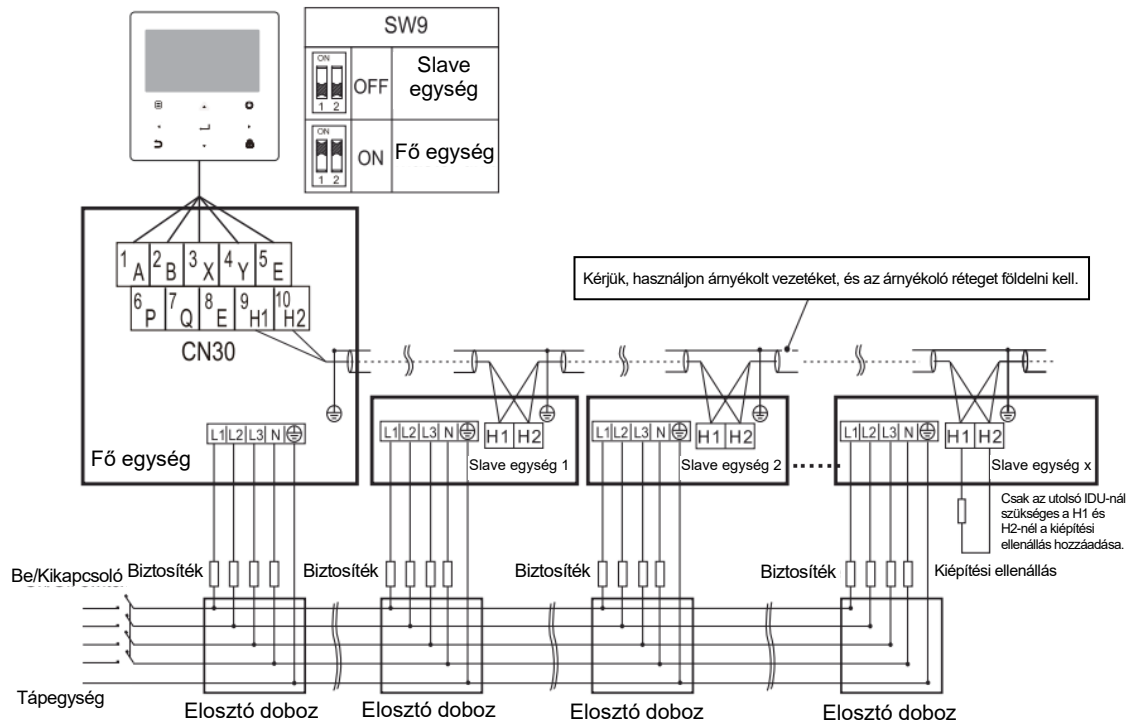 SW9
ON
1 2
OFF
Slave
egység
ON
1 2
ON
Fő egység
1 A 2 B 3 X 4 Y 5 E
6 P 7 Q 8 E 9 H1 10 H2
CN30
Kérjük, használjon árnyékolt vezetéket, és az árnyékoló réteget földelni kell.
L1 L2 L3 N
Fő egység
L1 L2 L3 N
H1 H2
Slave egység 1
L1 L2 L3 N
H1 H2
Slave egység 2
L1 L2 L3 N
H1 H2
Slave egység x
Csak az utolsó IDU-nál
szükséges a H1 és
H2-nél a kiépítési
ellenállás hozzáadása.
Be/Kikapcsoló
Biztosíték
Biztosíték
Biztosíték
Biztosíték
Kiépítési ellenállás
Tápegység
Elosztó doboz
Elosztó doboz
Elosztó doboz
Elosztó doboz